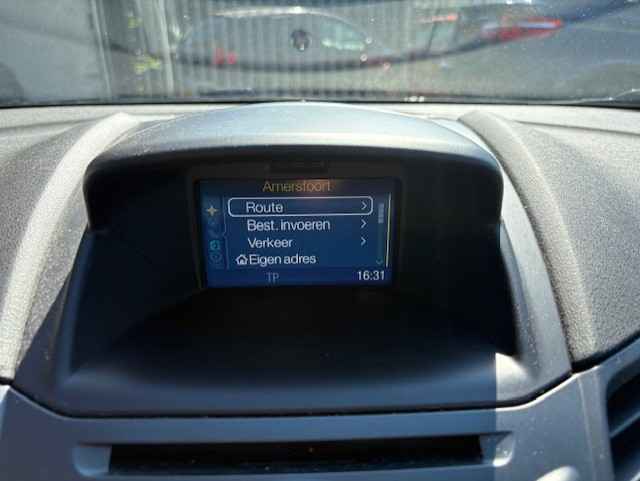 Amersfoort
Route
Best. invoeren
Verkeer
Eigen adres
TP 16:31